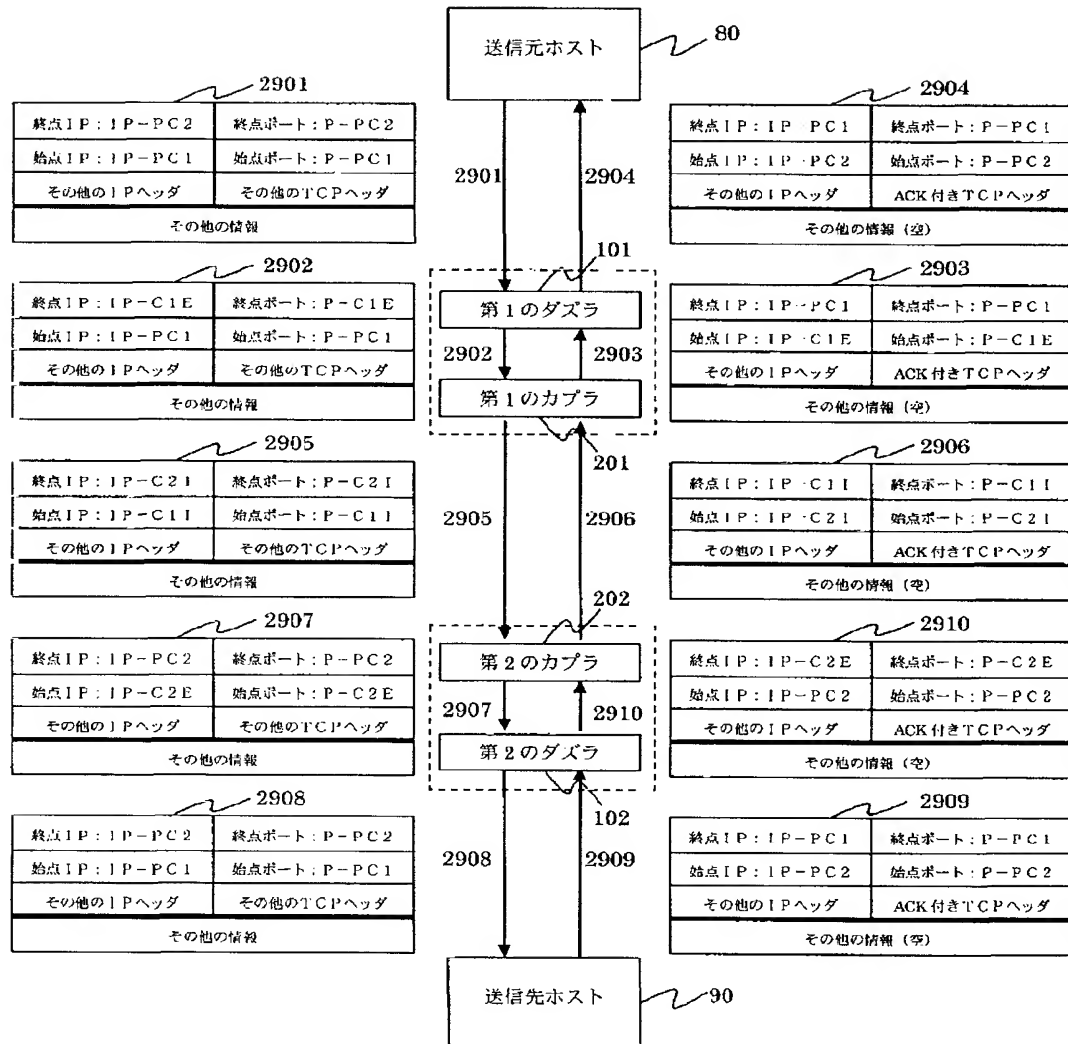 送信元ホスト
80
2901
終点IP:IP-PC2 終点ポート:P-PC2
始点IP:IP-PC1 始点ポート:P-PC1
その他のIPヘッダ その他のTCPヘッダ
その他の情報
2904
終点IP:IP-PC1 終点ポート:P-PC1
始点IP:IP-PC2 始点ポート:P-PC2
その他のIPヘッダ ACK付きTCPヘッダ
その他の情報(空)
2901
2904
101
2902
終点IP:IP-C1E 終点ポート:P-C1E
始点IP:IP-PC1 始点ポート:P-PC1
その他のIPヘッダ その他のTCPヘッダ
その他の情報
第1のダズラ
2902
2903
第1のカプラ
201
2903
終点IP:IP-PC1 終点ポート:P-PC1
始点IP:IP-C1E 始点ポート:P-C1E
その他のIPヘッダ ACK付きTCPヘッダ
その他の情報(空)
2905
終点IP:IP-C2I 終点ポート:P-C2I
始点IP:IP-C1I 始点ポート:P-C1I
その他のIPヘッダ その他のTCPヘッダ
その他の情報
2905
2906
2906
終点IP:IP-C1I 終点ポート:P-C1I
始点IP:IP-C2I 始点ポート:P-C2I
その他のIPヘッダ ACK付きTCPヘッダ
その他の情報(空)
202
2907
終点IP:IP-PC2 終点ポート:P-PC2
始点IP:IP-C2E 始点ポート:P-C2E
その他のIPヘッダ その他のTCPヘッダ
その他の情報
第2のカプラ
2907
2910
第2のダズラ
102
2910
終点IP:IP-C2E 終点ポート:P-C2E
始点IP:IP-PC2 始点ポート:P-PC2
その他のIPヘッダ ACK付きTCPヘッダ
その他の情報(空)
2908
終点IP:IP-PC2 終点ポート:P-PC2
始点IP:IP-PC1 始点ポート:P-PC1
その他のIPヘッダ その他のTCPヘッダ
その他の情報
2908
2909
2909
終点IP:IP-PC1 終点ポート:P-PC1
始点IP:IP-PC2 始点ポート:P-PC2
その他のIPヘッダ ACK付きTCPヘッダ
その他の情報(空)
送信先ホスト
90